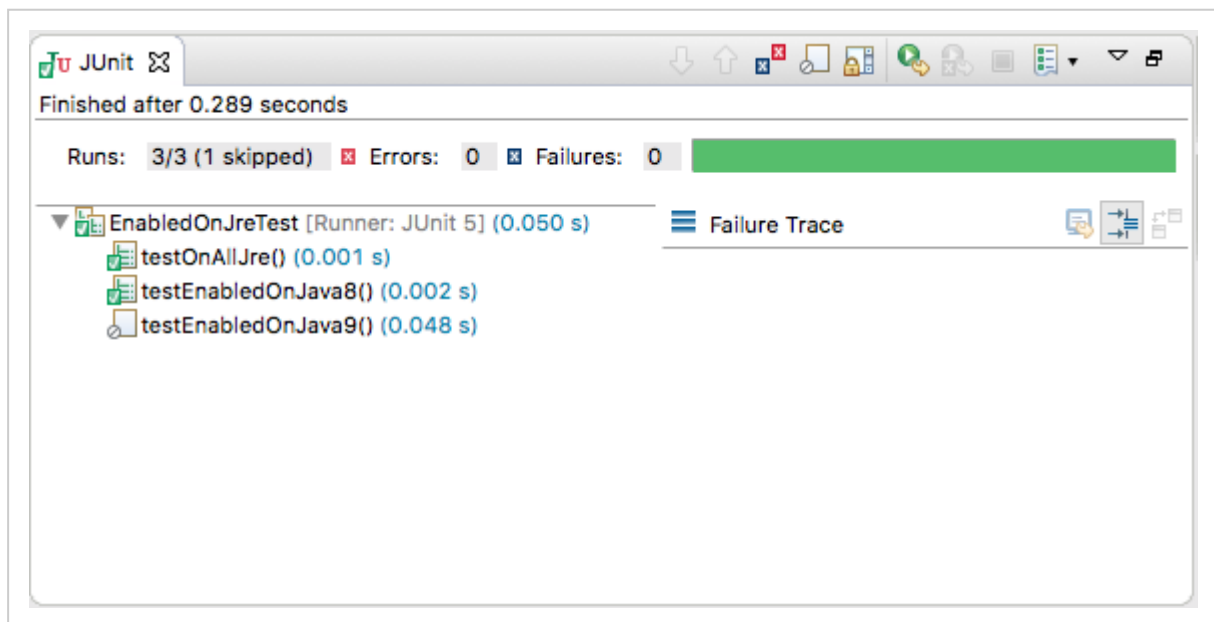 JUnit
Finished after 0.289 seconds
Runs: 3/3 (1 skipped) Errors: 0 Failures: 0
EnabledOnJreTest [Runner: JUnit 5] (0.050 s)
Failure Trace
testOnAllJre() (0.001 s)
testEnabledOnJava8() (0.002 s)
testEnabledOnJava9() (0.048 s)